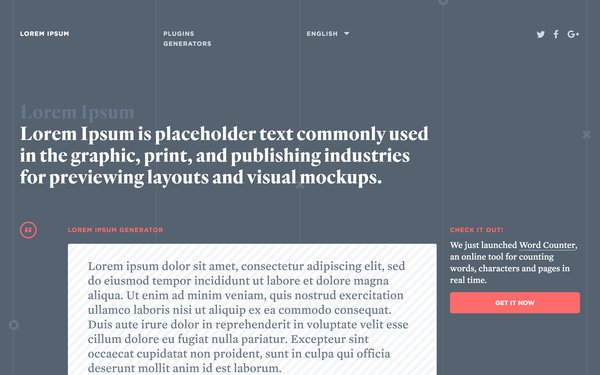 LOREM IPSUM
PLUGINS
GENERATORS
ENGLISH
Lorem Ipsum
Lorem Ipsum is placeholder text commonly used
in the graphic, print, and publishing industries
for previewing layouts and visual mockups.
LOREM IPSUM GENERATOR
Lorem ipsum dolor sit amet, consectetur adipiscing elit, sed
do eiusmod tempor incididunt ut labore et dolore magna
aliqua. Ut enim ad minim veniam, quis nostrud exercitation
ullamco laboris nisi ut aliquip ex ea commodo consequat.
Duis aute irure dolor in reprehenderit in voluptate velit esse
cillum dolore eu fugiat nulla pariatur. Excepteur sint
occaecat cupidatat non proident, sunt in culpa qui officia
deserunt mollit anim id est laborum.
CHECK IT OUT!
We just launched Word Counter,
an online tool for counting
words, characters and pages in
real time.
GET IT NOW